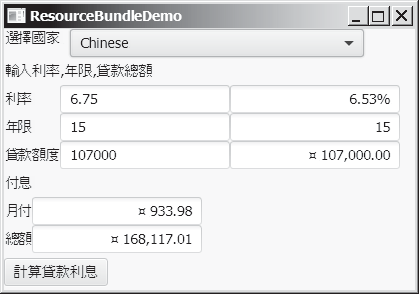 ResourceBundleDemo
選擇國家 Chinese
輸入利率,年限,貸款總額
利率 6.75 6.53%
年限 15 15
貸款額度 107000 ¤ 107,000.00
付息
月付 ¤ 933.98
總額 ¤ 168,117.01
計算貸款利息